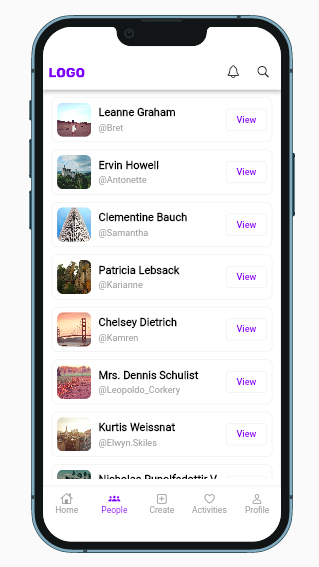 LOGO
Leanne Graham
@Bret
View
Ervin Howell
@Antonette
View
Clementine Bauch
@Samantha
View
Patricia Lebsack
@Karianne
View
Chelsey Dietrich
@Kamren
View
Mrs. Dennis Schulist
@Leopoldo_Corkery
View
Kurtis Weissnat
@Elwyn.Skiles
View
Nicholas Runolfsdottir V
Home
People
Create
Activities
Profile